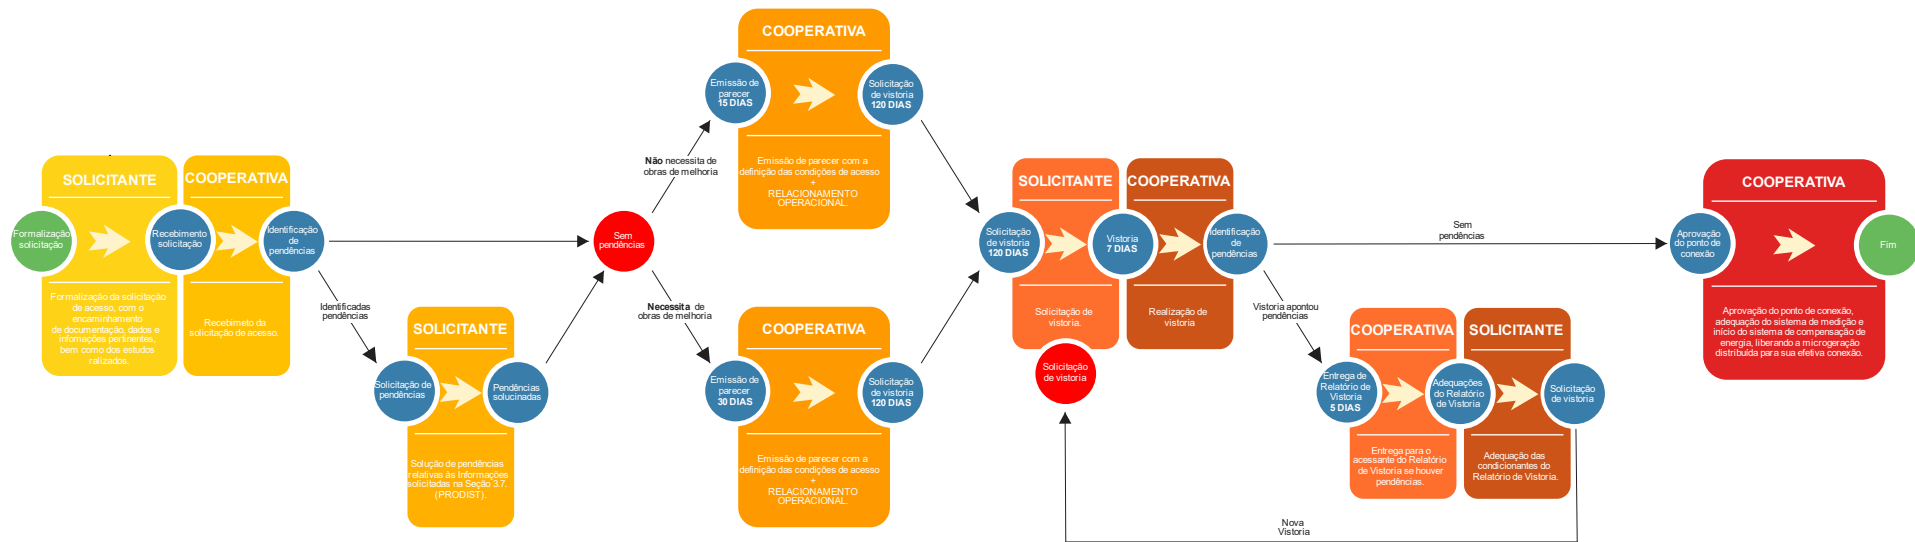 SOLICITANTE
Formalização
solicitação
Formalização da solicitação
de acesso, com o
encaminhamento
de documentação, dados e
infomações pertinentes,
bem como dos estudos
ralizados.
COOPERATIVA
Recebimento
solicitação
Recebimeto da
solicitação de acesso.
Identificação
de
pendências
Identificadas
pendências
SOLICITANTE
Solicitação de
pendências
Pendências
solucinadas
Solução de pendências
relativas às Informações
solicitadas na Seção 3.7.
(PRODIST).
Sem
pendências
Não necessita de
obras de melhoria
Necessita de
obras de melhoria
COOPERATIVA
Emissão de
parecer
15 DIAS
Solicitação
de vistoria
120 DIAS
Emissão de parecer com a
definição das condições de acesso
+
RELACIONAMENTO
OPERACIONAL.
COOPERATIVA
Emissão de
parecer
30 DIAS
Solicitação
de vistoria
120 DIAS
Emissão de parecer com a
definição das condições de acesso
+
RELACIONAMENTO
OPERACIONAL.
SOLICITANTE
Solicitação
de vistoria
120 DIAS
Solicitação de
vistoria.
Solicitação
de vistoria
COOPERATIVA
Vistoria
7 DIAS
Realização de
vistoria
Identificação
de
pendências
Sem
pendências
Vistoria apontou
pendências
COOPERATIVA
Entrega de
Relatório de
Vistoria
5 DIAS
Entrega para o
acessante do Relatório
de Vistoria se houver
pendências.
SOLICITANTE
Adequações
do Relatório
de Vistoria
Solicitação
de vistoria
Adequação das
condicionantes do
Relatório de Vistoria.
Nova
Vistoria
COOPERATIVA
Aprovação
do ponto de
conexão
Fim
Aprovação do ponto de conexão,
adequação do sistema de medição e
início do sistema de compensação de
energia, liberando a microgeração
distribuída para sua efetiva conexão.